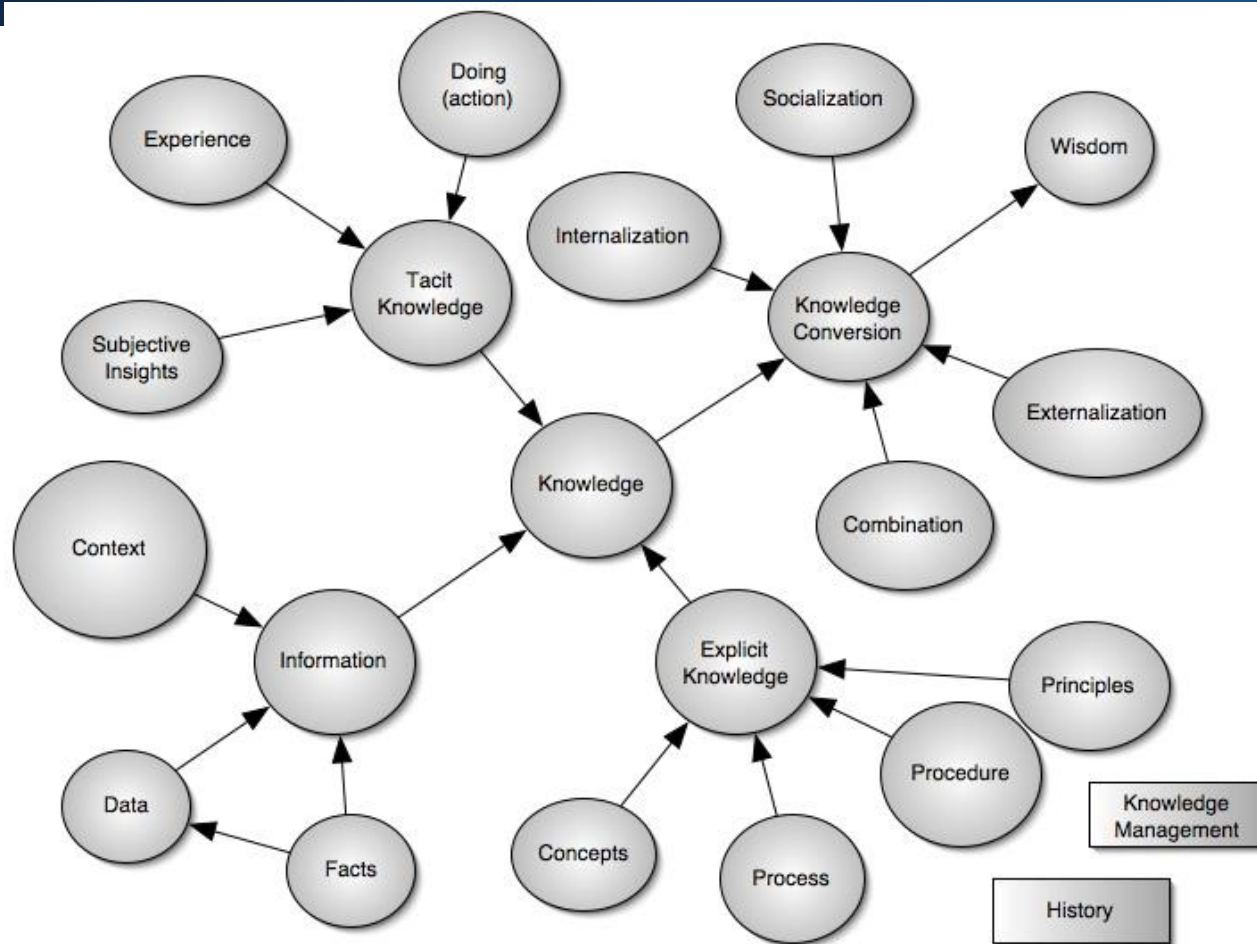 Doing
(action)
Socialization
Experience
Wisdom
Internalization
Tacit
Knowledge
Knowledge
Conversion
Subjective
Insights
Externalization
Knowledge
Combination
Context
Information
Explicit
Knowledge
Principles
Procedure
Data
Knowledge
Management
Concepts
Facts
Process
History